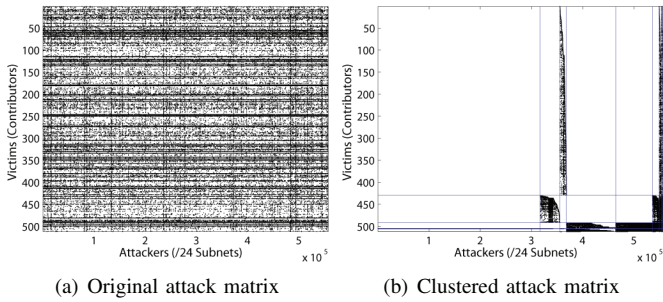 50
100
150
200
250
300
350
400
450
500
Victims (Contributors)
1 2 3 4 5
x 10^5
Attackers (/24 Subnets)
(a) Original attack matrix
50
100
150
200
250
300
350
400
450
500
Victims (Contributors)
1 2 3 4 5
x 10^5
Attackers (/24 Subnets)
(b) Clustered attack matrix